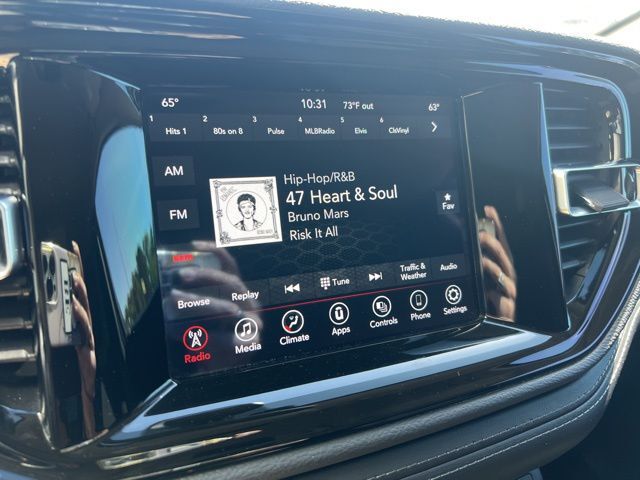 65° 10:31 73°F out 63°
1 Hits 1 2 80s on 8 3 Pulse 4 MLBRadio 5 Elvis 6 ClsVinyl
AM
FM
Hip-Hop/R&B
47 Heart & Soul
Bruno Mars
Risk It All
Fav
Browse Replay Tune Traffic & Weather Audio
Radio Media Climate Apps Controls Phone Settings